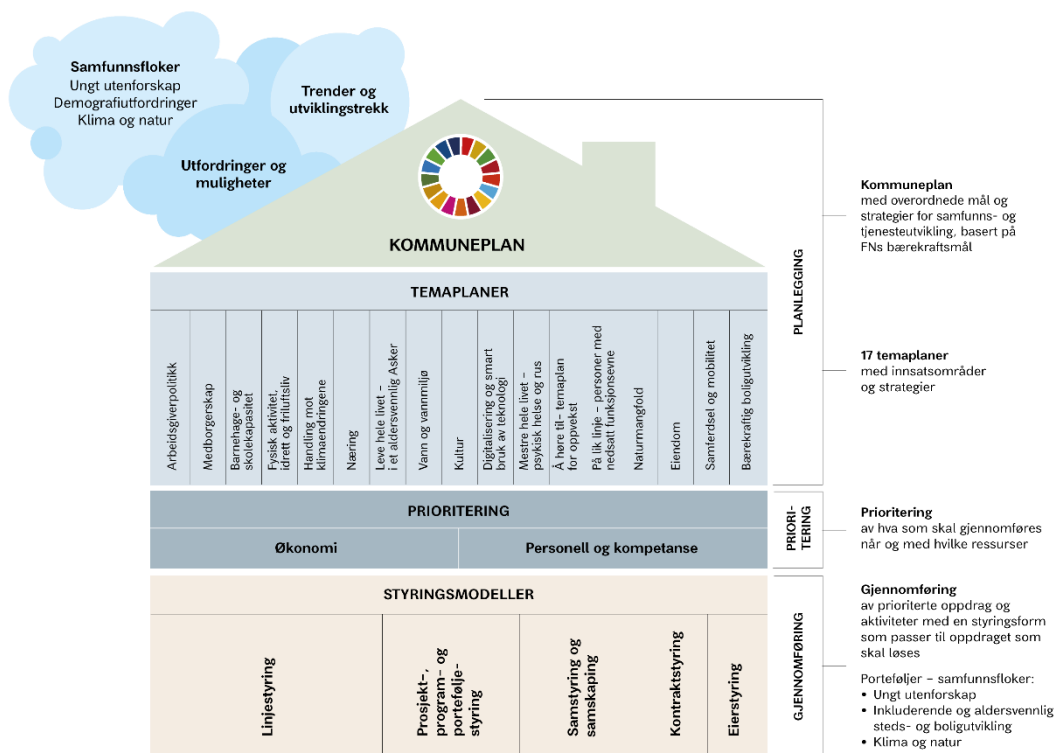 Samfunnsfloker
Ungt utenforskap
Demografiutfordringer
Klima og natur
Trender og
utviklingstrekk
Utfordringer og
muligheter
KOMMUNEPLAN
TEMAPLANER
Arbeidsgiverpolitikk
Medborgerskap
Barnehage- og
skolekapasitet
Fysisk aktivitet,
idrett og friluftsliv
Handling mot
klimaendringene
Næring
Leve hele livet –
i et aldersvennlig Asker
Vann og vannmiljø
Kultur
Digitalisering og smart
bruk av teknologi
Mestre hele livet –
psykisk helse og rus
Å høre til– temaplan
for oppvekst
På lik linje – personer med
nedsatt funksjonsevne
Naturmangfold
Eiendom
Samferdsel og mobilitet
Bærekraftig boligutvikling
PRIORITERING
Økonomi
Personell og kompetanse
STYRINGSMODELLER
Linjestyring
Prosjekt–,
program– og
portefølje–
styring
Samstyring og
samskaping
Kontraktstyring
Eierstyring
PLANLEGGING
PRIORI-
TERING
GJENNOMFØRING
Kommuneplan
med overordnede mål og
strategier for samfunns- og
tjenesteutvikling, basert på
FNs bærekraftsmål
17 temaplaner
med innsatsområder
og strategier
Prioritering
av hva som skal gjennomføres
når og med hvilke ressurser
Gjennomføring
av prioriterte oppdrag og
aktiviteter med en styringsform
som passer til oppdraget som
skal løses
Porteføljer – samfunnsfloker:
• Ungt utenforskap
• Inkluderende og aldersvennlig
steds- og boligutvikling
• Klima og natur